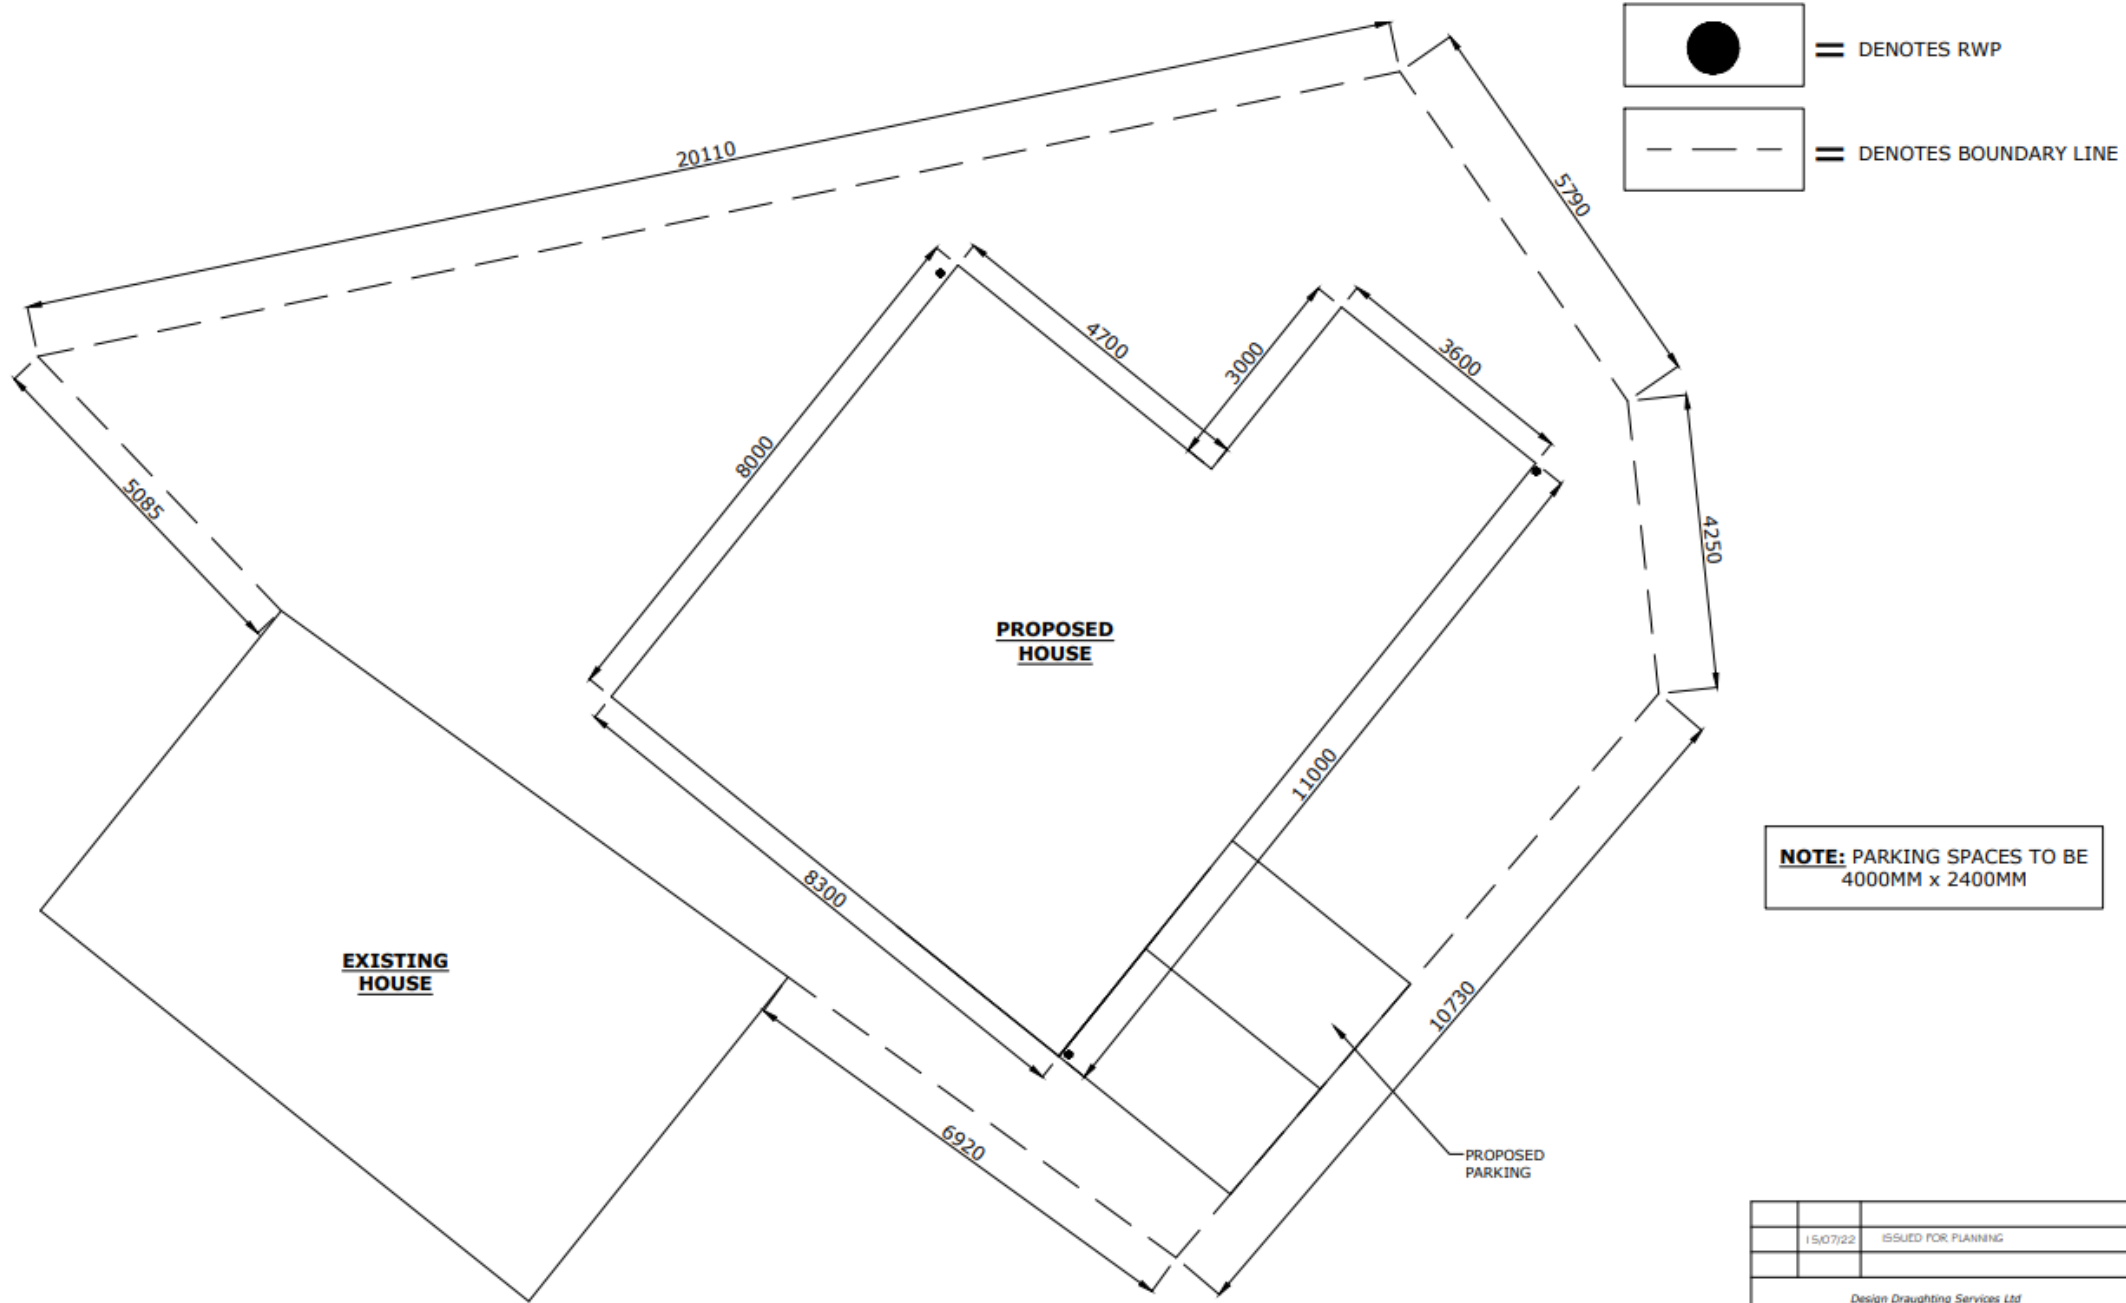 = DENOTES RWP
= DENOTES BOUNDARY LINE
20110
5790
4700
3000
3600
8000
5085
4250
PROPOSED
HOUSE
11000
NOTE: PARKING SPACES TO BE
4000MM x 2400MM
8300
EXISTING
HOUSE
10730
6920
PROPOSED
PARKING
15/07/22 ISSUED FOR PLANNING
Design Draughting Services Ltd